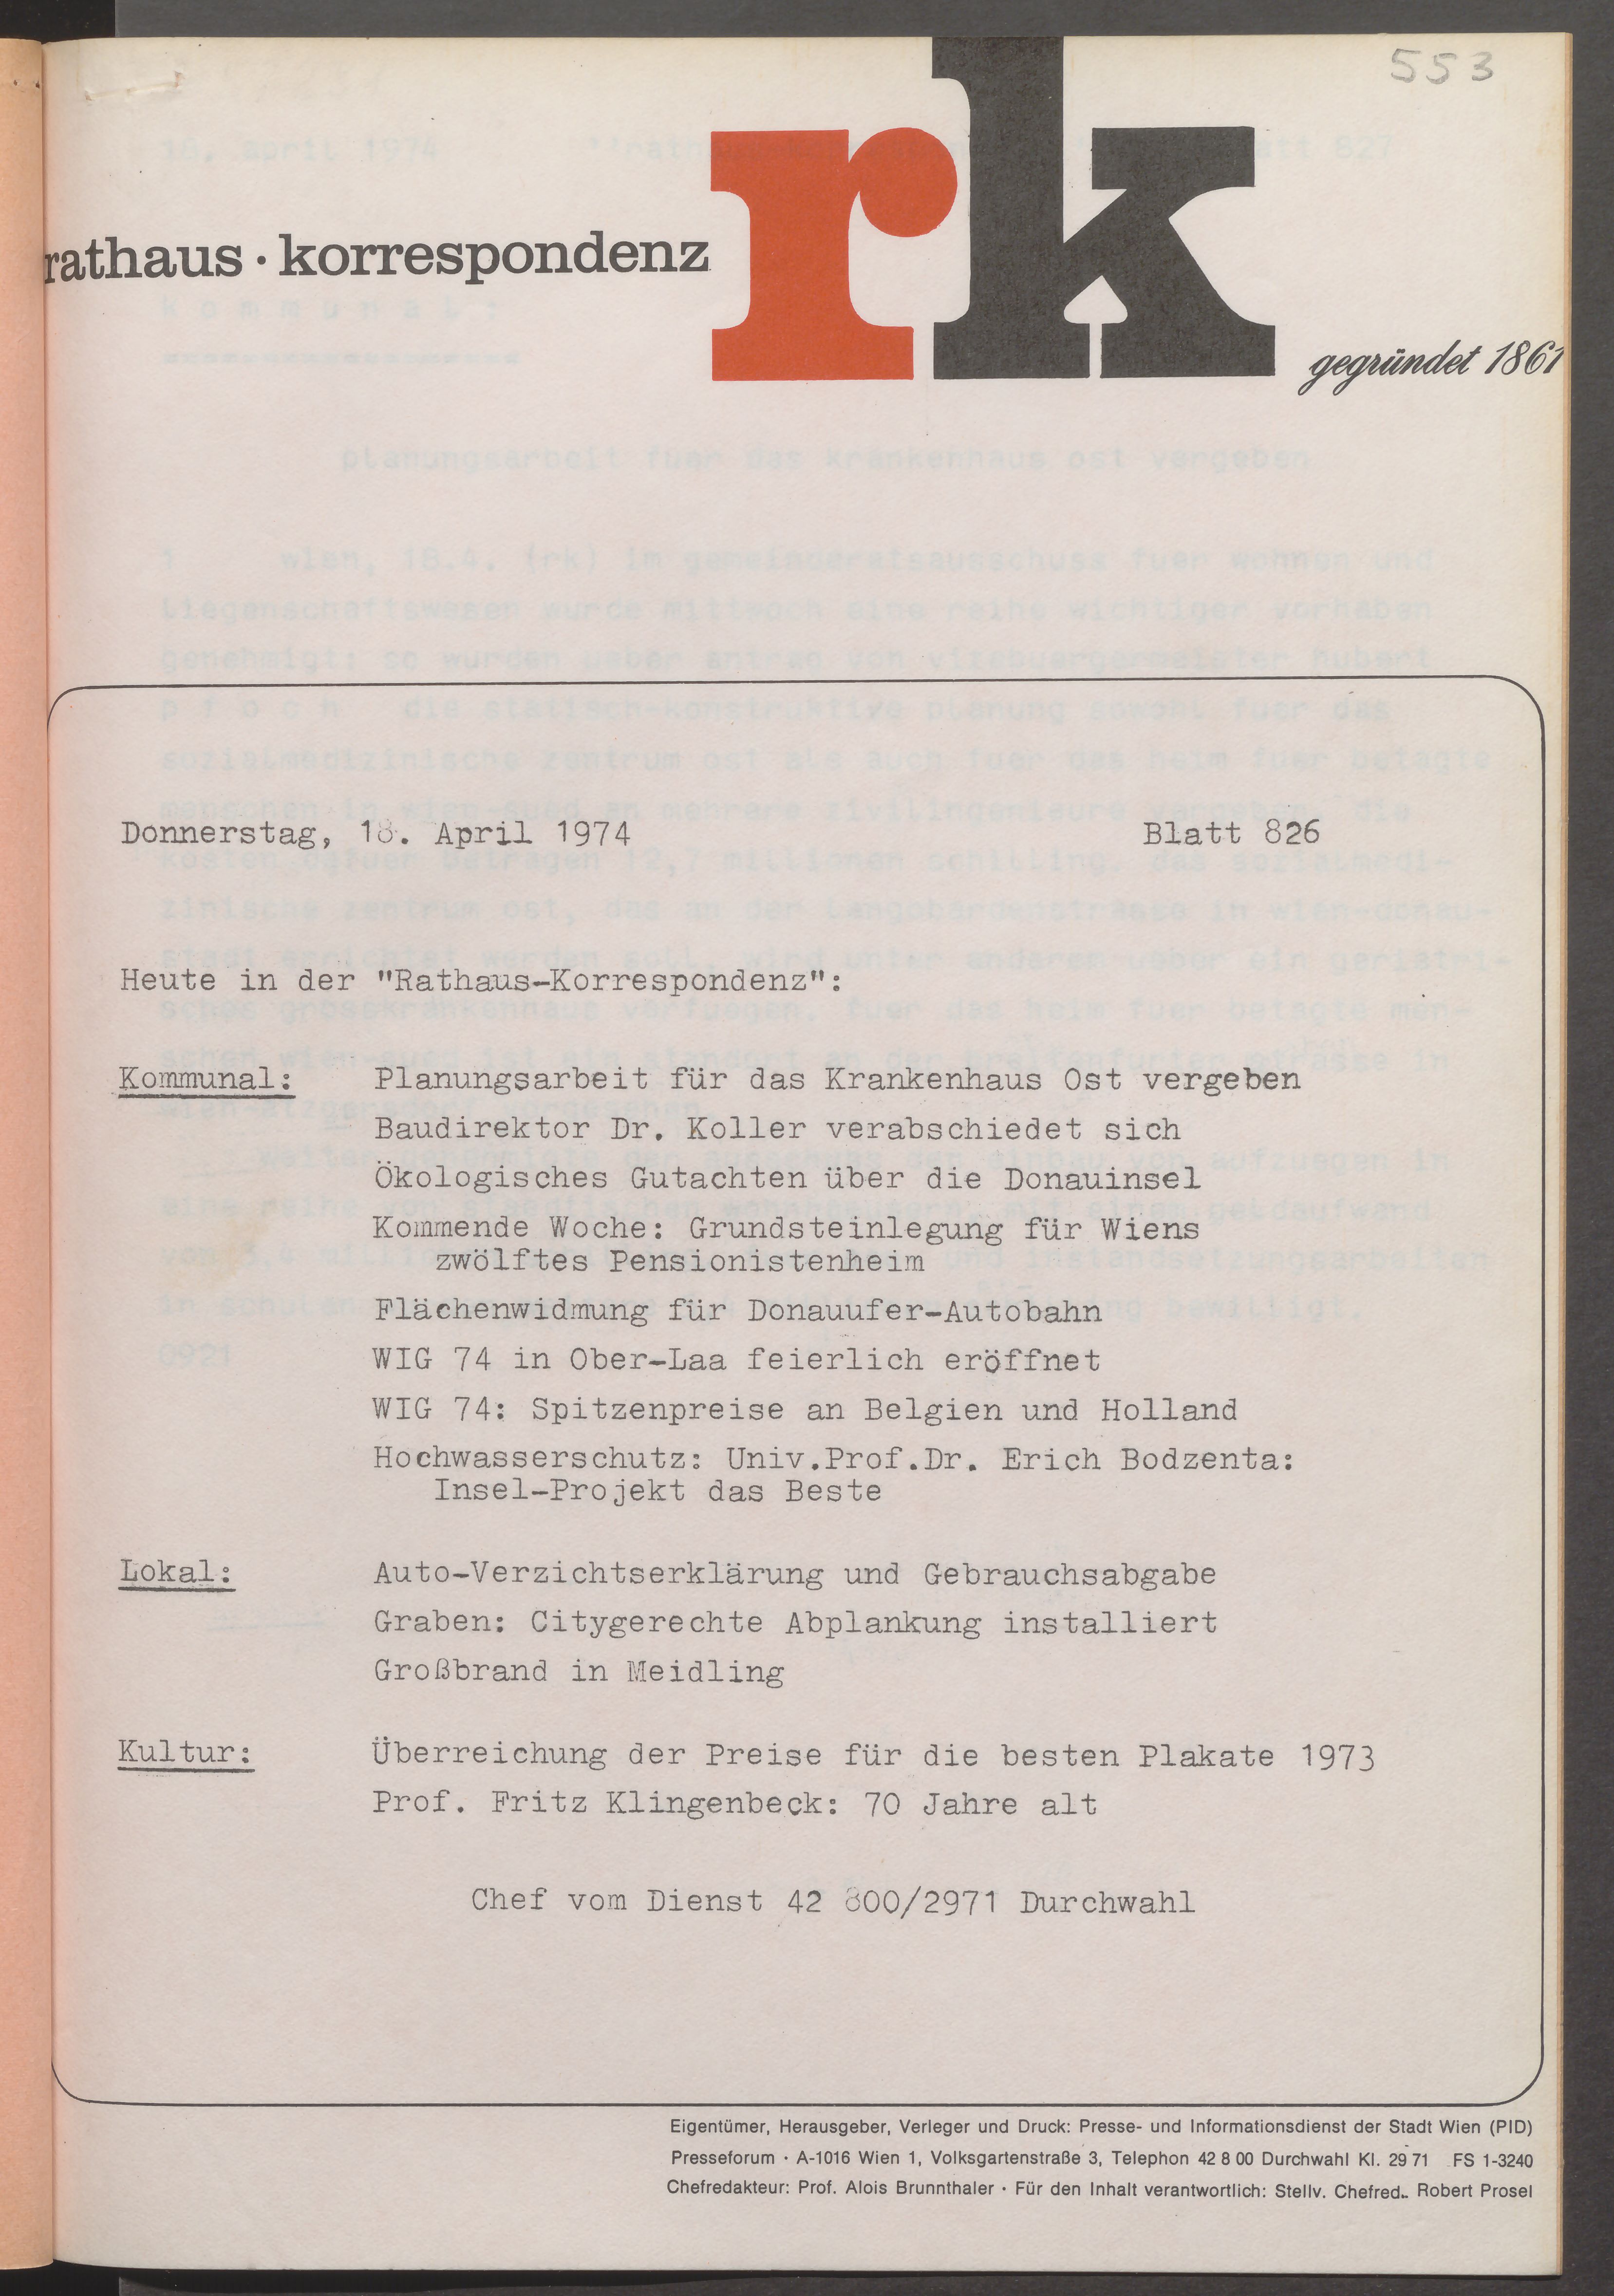 553
rk
rathaus · korrespondenz
gegründet 1861
Donnerstag, 18. April 1974 Blatt 826
Heute in der "Rathaus-Korrespondenz":
Kommunal: Planungsarbeit für das Krankenhaus Ost vergeben
Baudirektor Dr. Koller verabschiedet sich
Ökologisches Gutachten über die Donauinsel
Kommende Woche: Grundsteinlegung für Wiens
zwölftes Pensionistenheim
Flächenwidmung für Donauufer-Autobahn
WIG 74 in Ober-Laa feierlich eröffnet
WIG 74: Spitzenpreise an Belgien und Holland
Hochwasserschutz: Univ.Prof.Dr. Erich Bodzenta:
Insel-Projekt das Beste
Lokal: Auto-Verzichtserklärung und Gebrauchsabgabe
Graben: Citygerechte Abplankung installiert
Großbrand in Meidling
Kultur: Überreichung der Preise für die besten Plakate 1973
Prof. Fritz Klingenbeck: 70 Jahre alt
Chef vom Dienst 42 800/2971 Durchwahl
Eigentümer, Herausgeber, Verleger und Druck: Presse- und Informationsdienst der Stadt Wien (PID)
Presseforum · A-1016 Wien 1, Volksgartenstraße 3, Telephon 42 8 00 Durchwahl Kl. 29 71 FS 1-3240
Chefredakteur: Prof. Alois Brunnthaler · Für den Inhalt verantwortlich: Stellv. Chefred. Robert Prosel